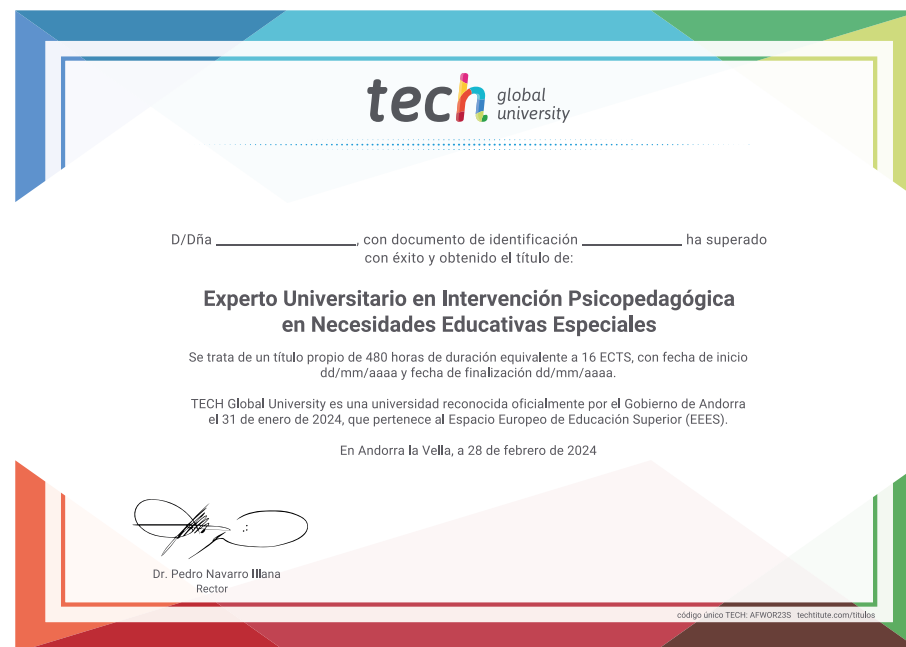 tech global university
D/Dña ____________________, con documento de identificación ______________ ha superado
con éxito y obtenido el título de:
Experto Universitario en Intervención Psicopedagógica
en Necesidades Educativas Especiales
Se trata de un título propio de 480 horas de duración equivalente a 16 ECTS, con fecha de inicio
dd/mm/aaaa y fecha de finalización dd/mm/aaaa.
TECH Global University es una universidad reconocida oficialmente por el Gobierno de Andorra
el 31 de enero de 2024, que pertenece al Espacio Europeo de Educación Superior (EEES).
En Andorra la Vella, a 28 de febrero de 2024
Dr. Pedro Navarro Illana
Rector
código único TECH: AFWOR23S techtitute.com/titulos